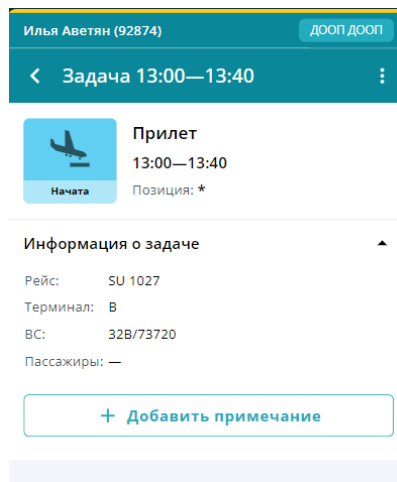 Илья Аветян (92874) ДООП ДООП
Задача 13:00—13:40
Прилет
13:00—13:40
Начата Позиция: *
Информация о задаче
Рейс: SU 1027
Терминал: B
ВС: 32B/73720
Пассажиры: —
+ Добавить примечание